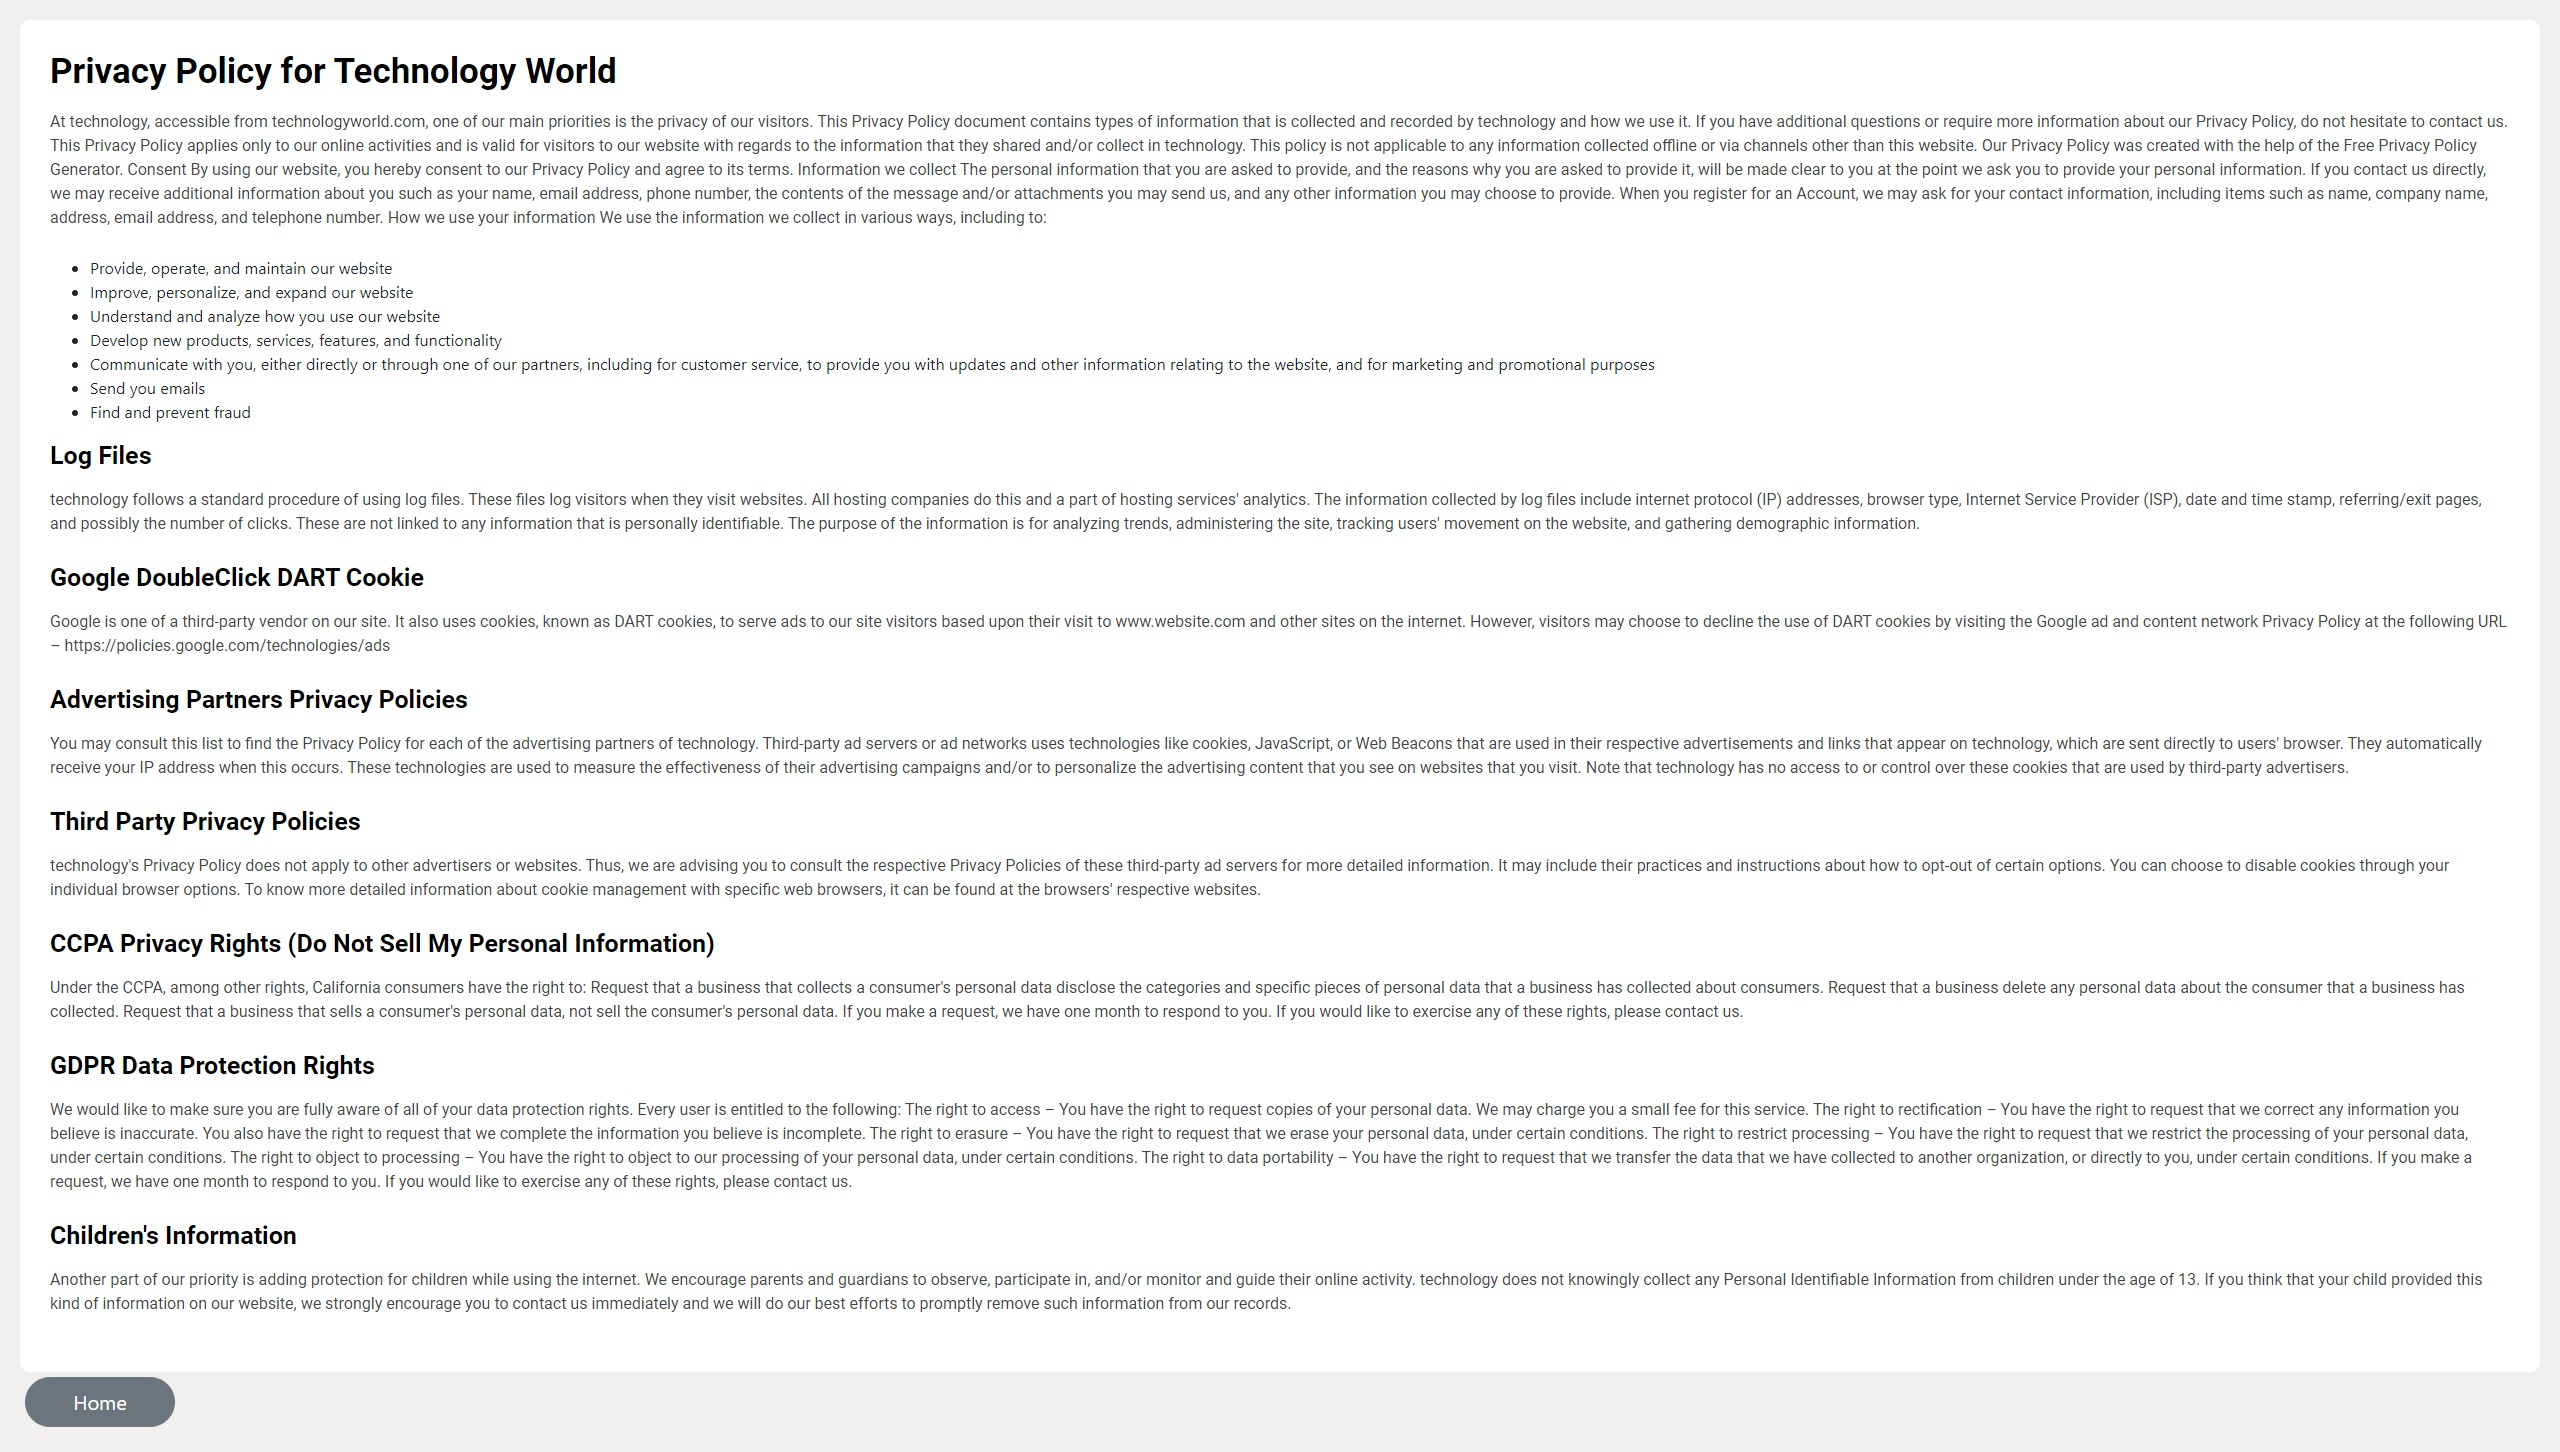 Privacy Policy for Technology World
At technology, accessible from technologyworld.com, one of our main priorities is the privacy of our visitors. This Privacy Policy document contains types of information that is collected and recorded by technology and how we use it. If you have additional questions or require more information about our Privacy Policy, do not hesitate to contact us.
This Privacy Policy applies only to our online activities and is valid for visitors to our website with regards to the information that they shared and/or collect in technology. This policy is not applicable to any information collected offline or via channels other than this website. Our Privacy Policy was created with the help of the Free Privacy Policy
Generator. Consent By using our website, you hereby consent to our Privacy Policy and agree to its terms. Information we collect The personal information that you are asked to provide, and the reasons why you are asked to provide it, will be made clear to you at the point we ask you to provide your personal information. If you contact us directly,
we may receive additional information about you such as your name, email address, phone number, the contents of the message and/or attachments you may send us, and any other information you may choose to provide. When you register for an Account, we may ask for your contact information, including items such as name, company name,
address, email address, and telephone number. How we use your information We use the information we collect in various ways, including to:
• Provide, operate, and maintain our website
• Improve, personalize, and expand our website
• Understand and analyze how you use our website
• Develop new products, services, features, and functionality
• Communicate with you, either directly or through one of our partners, including for customer service, to provide you with updates and other information relating to the website, and for marketing and promotional purposes
• Send you emails
• Find and prevent fraud
Log Files
technology follows a standard procedure of using log files. These files log visitors when they visit websites. All hosting companies do this and a part of hosting services' analytics. The information collected by log files include internet protocol (IP) addresses, browser type, Internet Service Provider (ISP), date and time stamp, referring/exit pages,
and possibly the number of clicks. These are not linked to any information that is personally identifiable. The purpose of the information is for analyzing trends, administering the site, tracking users' movement on the website, and gathering demographic information.
Google DoubleClick DART Cookie
Google is one of a third-party vendor on our site. It also uses cookies, known as DART cookies, to serve ads to our site visitors based upon their visit to www.website.com and other sites on the internet. However, visitors may choose to decline the use of DART cookies by visiting the Google ad and content network Privacy Policy at the following URL
– https://policies.google.com/technologies/ads
Advertising Partners Privacy Policies
You may consult this list to find the Privacy Policy for each of the advertising partners of technology. Third-party ad servers or ad networks uses technologies like cookies, JavaScript, or Web Beacons that are used in their respective advertisements and links that appear on technology, which are sent directly to users' browser. They automatically
receive your IP address when this occurs. These technologies are used to measure the effectiveness of their advertising campaigns and/or to personalize the advertising content that you see on websites that you visit. Note that technology has no access to or control over these cookies that are used by third-party advertisers.
Third Party Privacy Policies
technology's Privacy Policy does not apply to other advertisers or websites. Thus, we are advising you to consult the respective Privacy Policies of these third-party ad servers for more detailed information. It may include their practices and instructions about how to opt-out of certain options. You can choose to disable cookies through your
individual browser options. To know more detailed information about cookie management with specific web browsers, it can be found at the browsers' respective websites.
CCPA Privacy Rights (Do Not Sell My Personal Information)
Under the CCPA, among other rights, California consumers have the right to: Request that a business that collects a consumer's personal data disclose the categories and specific pieces of personal data that a business has collected about consumers. Request that a business delete any personal data about the consumer that a business has
collected. Request that a business that sells a consumer's personal data, not sell the consumer's personal data. If you make a request, we have one month to respond to you. If you would like to exercise any of these rights, please contact us.
GDPR Data Protection Rights
We would like to make sure you are fully aware of all of your data protection rights. Every user is entitled to the following: The right to access – You have the right to request copies of your personal data. We may charge you a small fee for this service. The right to rectification – You have the right to request that we correct any information you
believe is inaccurate. You also have the right to request that we complete the information you believe is incomplete. The right to erasure – You have the right to request that we erase your personal data, under certain conditions. The right to restrict processing – You have the right to request that we restrict the processing of your personal data,
under certain conditions. The right to object to processing – You have the right to object to our processing of your personal data, under certain conditions. The right to data portability – You have the right to request that we transfer the data that we have collected to another organization, or directly to you, under certain conditions. If you make a
request, we have one month to respond to you. If you would like to exercise any of these rights, please contact us.
Children's Information
Another part of our priority is adding protection for children while using the internet. We encourage parents and guardians to observe, participate in, and/or monitor and guide their online activity. technology does not knowingly collect any Personal Identifiable Information from children under the age of 13. If you think that your child provided this
kind of information on our website, we strongly encourage you to contact us immediately and we will do our best efforts to promptly remove such information from our records.
Home